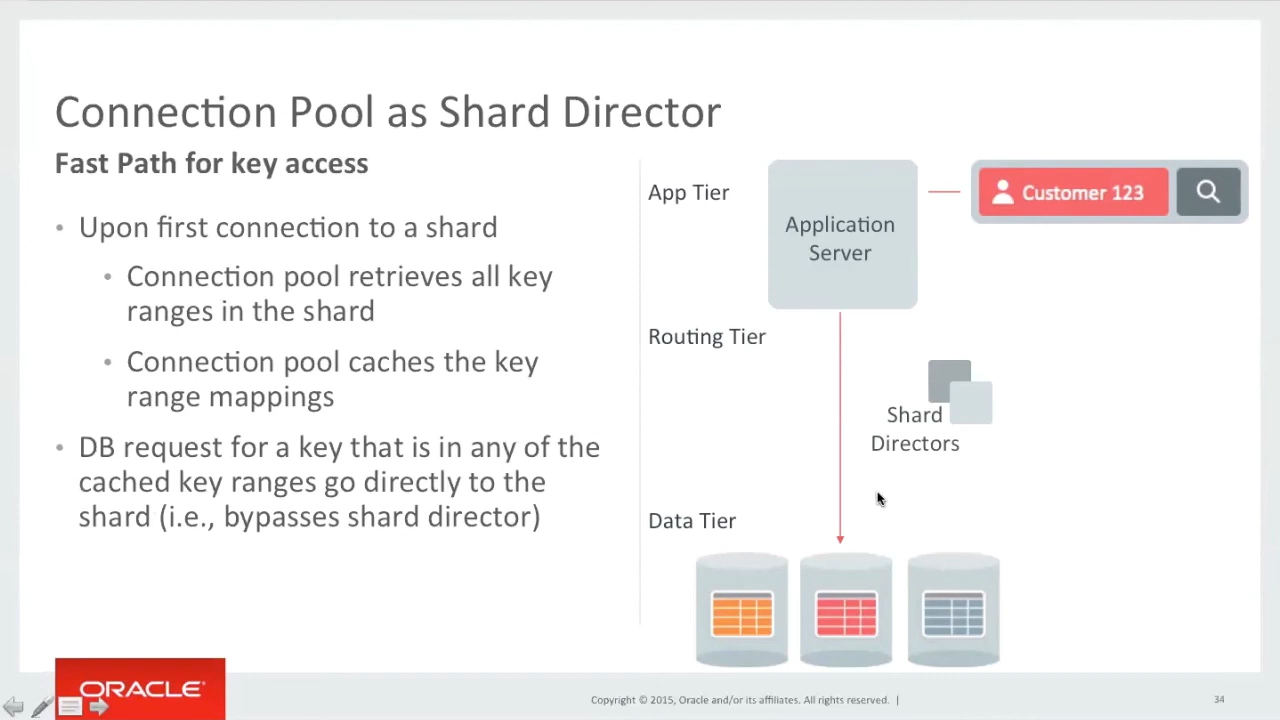 Connection Pool as Shard Director
Fast Path for key access
• Upon first connection to a shard
• Connection pool retrieves all key
ranges in the shard
• Connection pool caches the key
range mappings
• DB request for a key that is in any of the
cached key ranges go directly to the
shard (i.e., bypasses shard director)
App Tier
Application
Server
Customer 123
Routing Tier
Shard
Directors
Data Tier
ORACLE®
Copyright © 2015, Oracle and/or its affiliates. All rights reserved. |
34